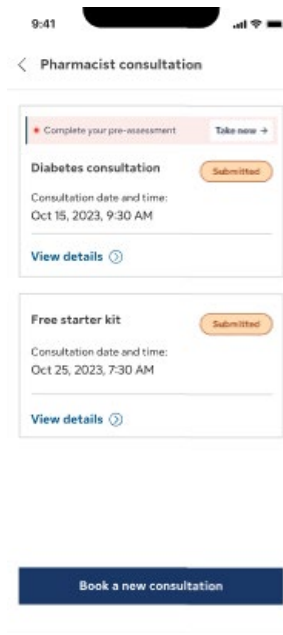 9:41
Pharmacist consultation
Complete your pre-assessment Take now →
Diabetes consultation Submitted
Consultation date and time:
Oct 15, 2023, 9:30 AM
View details
Free starter kit Submitted
Consultation date and time:
Oct 25, 2023, 7:30 AM
View details
Book a new consultation